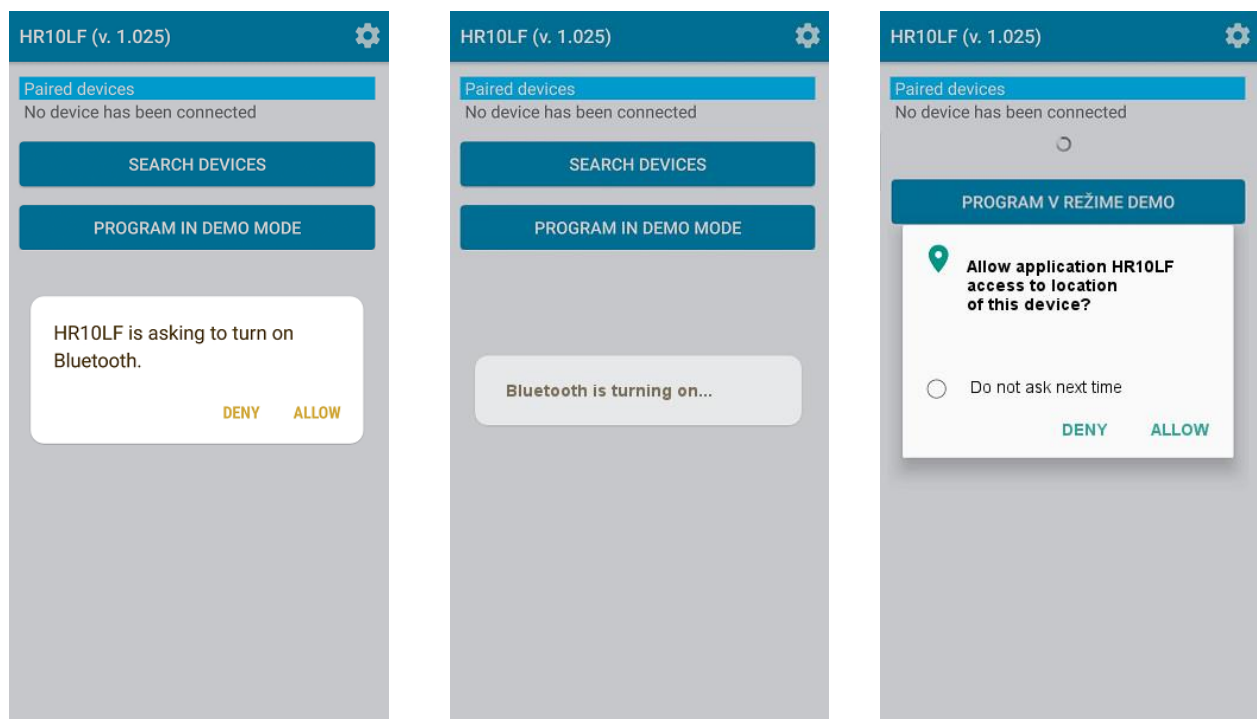 HR10LF (v. 1.025)
Paired devices
No device has been connected
SEARCH DEVICES
PROGRAM IN DEMO MODE
HR10LF is asking to turn on
Bluetooth.
DENY ALLOW
HR10LF (v. 1.025)
Paired devices
No device has been connected
SEARCH DEVICES
PROGRAM IN DEMO MODE
Bluetooth is turning on...
HR10LF (v. 1.025)
Paired devices
No device has been connected
PROGRAM V REŽIME DEMO
Allow application HR10LF
access to location
of this device?
Do not ask next time
DENY ALLOW